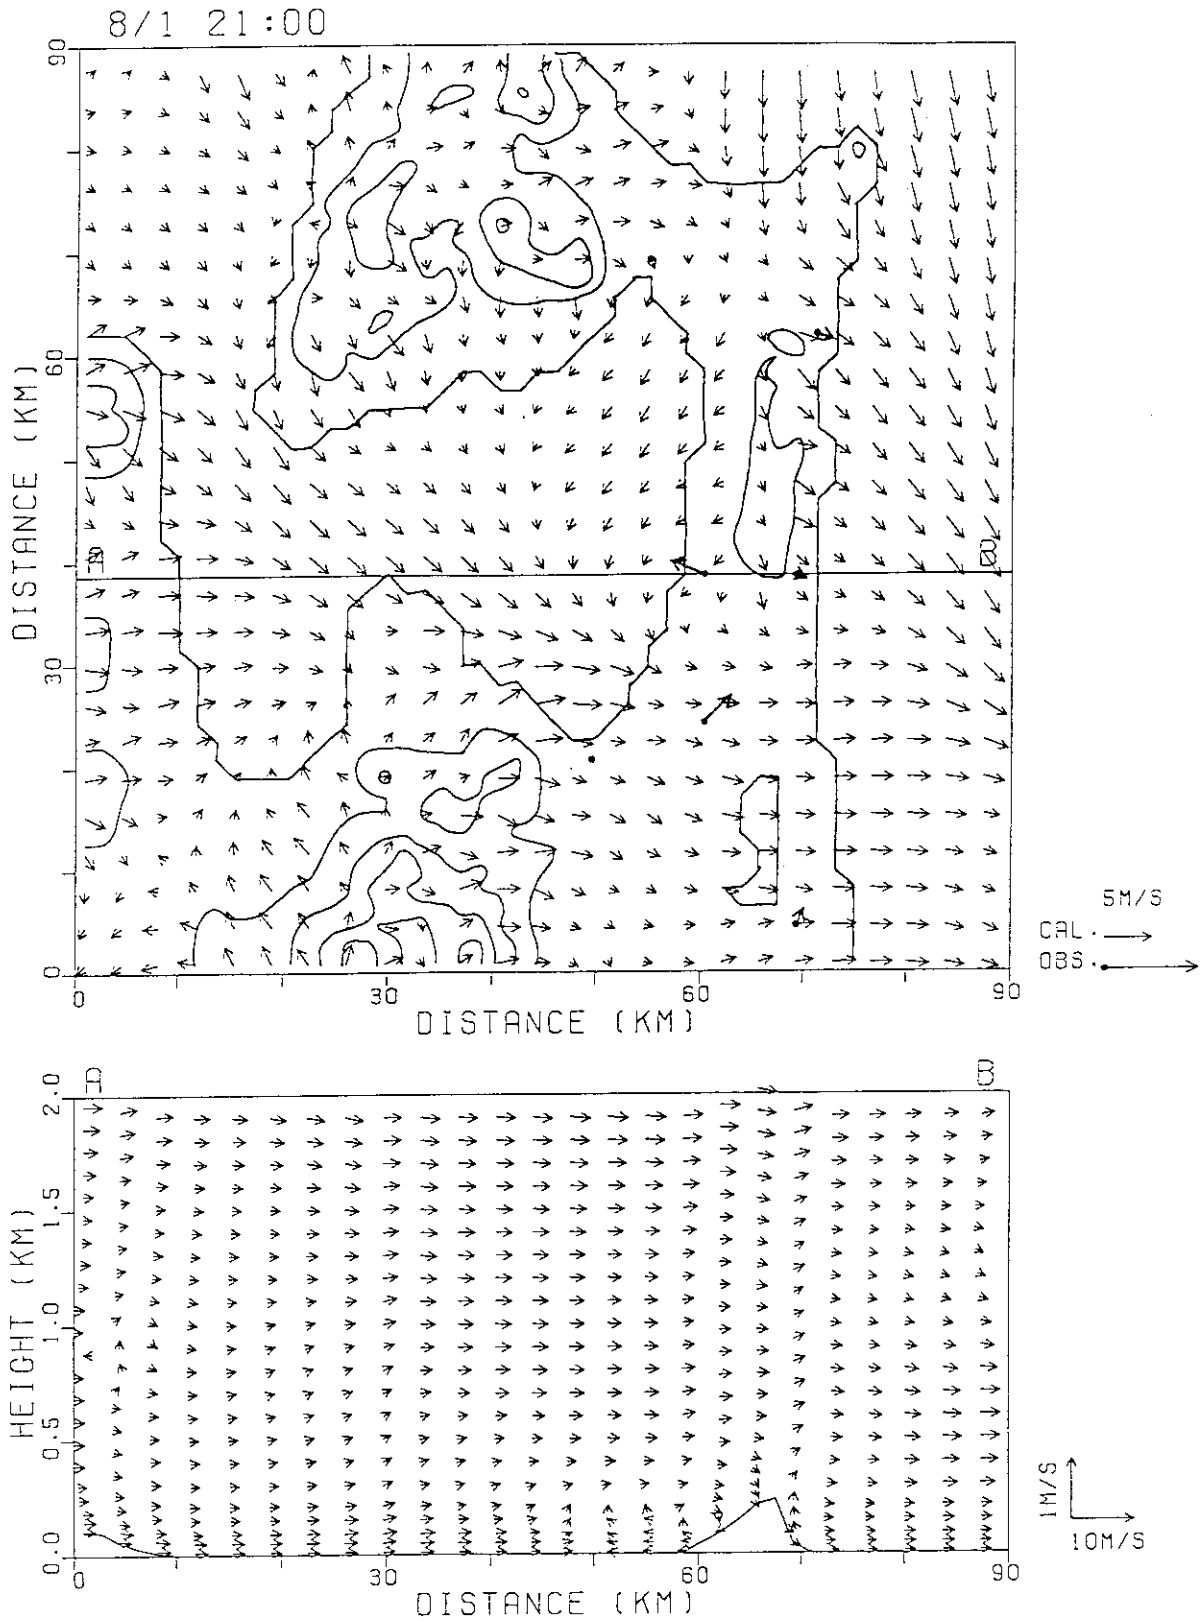 8/1 21:00
90
60
DISTANCE (KM)
30
0
A
B
0
30
60
90
DISTANCE (KM)
5M/S
CAL.
OBS.
A
B
2.0
1.5
HEIGHT (KM)
1.0
0.5
0.0
0
30
60
90
DISTANCE (KM)
1M/S
10M/S